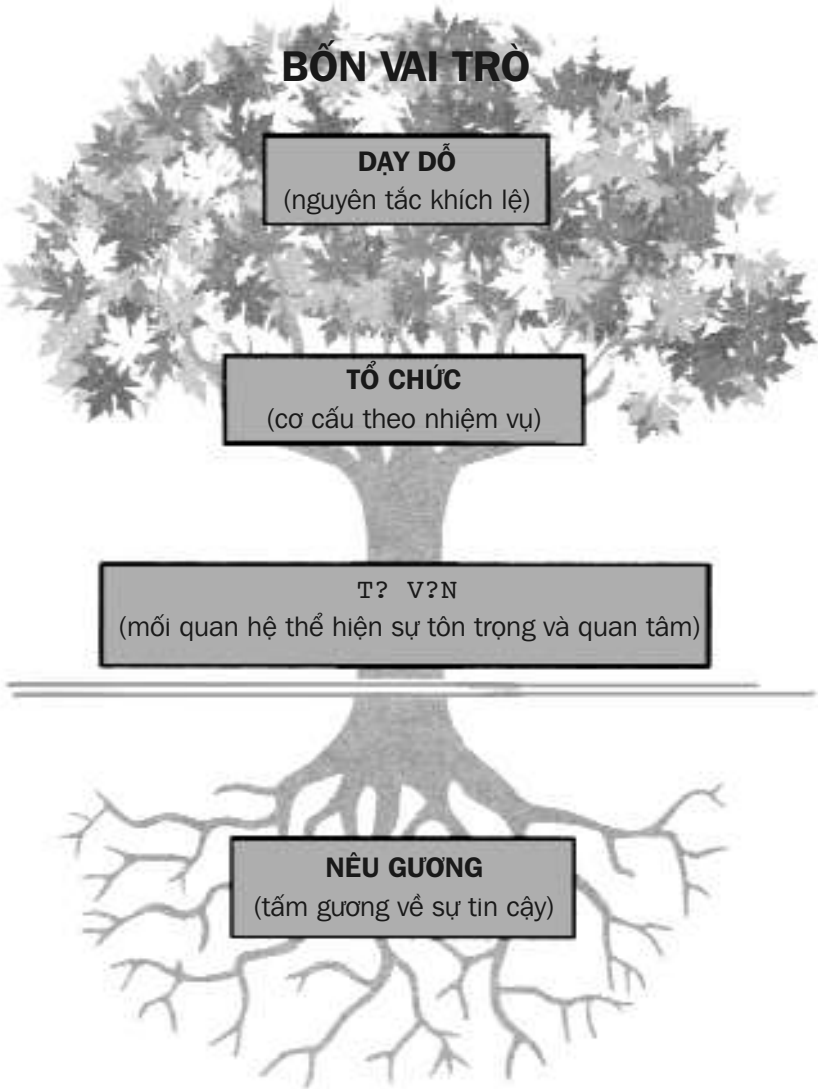 BỐN VAI TRÒ
DẠY DỖ
(nguyên tắc khích lệ)
TỔ CHỨC
(cơ cấu theo nhiệm vụ)
T? V?N
(mối quan hệ thể hiện sự tôn trọng và quan tâm)
NÊU GƯƠNG
(tấm gương về sự tin cậy)